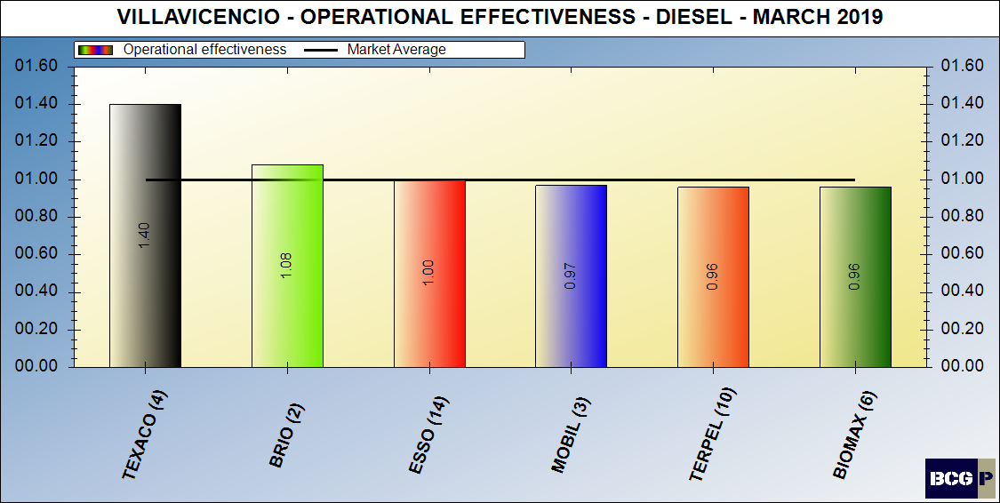 VILLAVICENCIO - OPERATIONAL EFFECTIVENESS - DIESEL - MARCH 2019
Operational effectiveness Market Average
01.60 01.60
01.40 01.40
01.20 01.20
01.00 01.00
00.80 00.80
00.60 00.60
00.40 00.40
00.20 00.20
00.00 00.00
1.40 1.08 1.00 0.97 0.96 0.96
TEXACO (4) BRIO (2) ESSO (14) MOBIL (3) TERPEL (10) BIOMAX (6)
BCG P